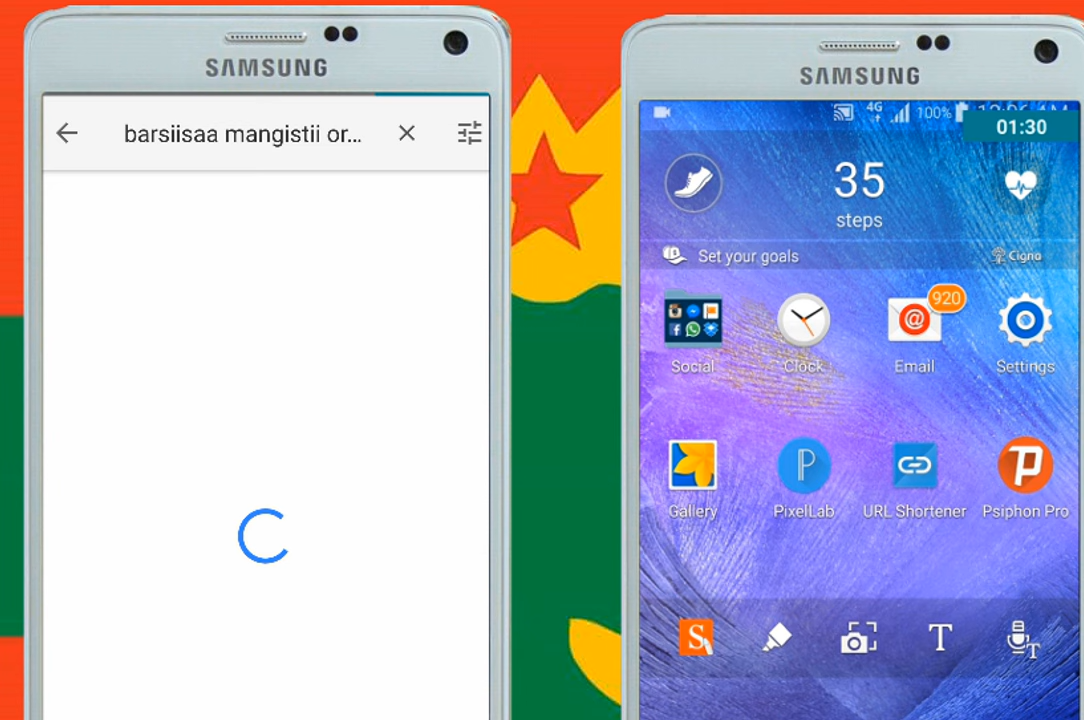 SAMSUNG
barsiisaa mangistii or...
SAMSUNG
4G 100%
01:30
35
steps
Set your goals
Cigna
920
Social
Clock
Email
Settings
Gallery
PixelLab
URL Shortener
Psiphon Pro
S
T
T